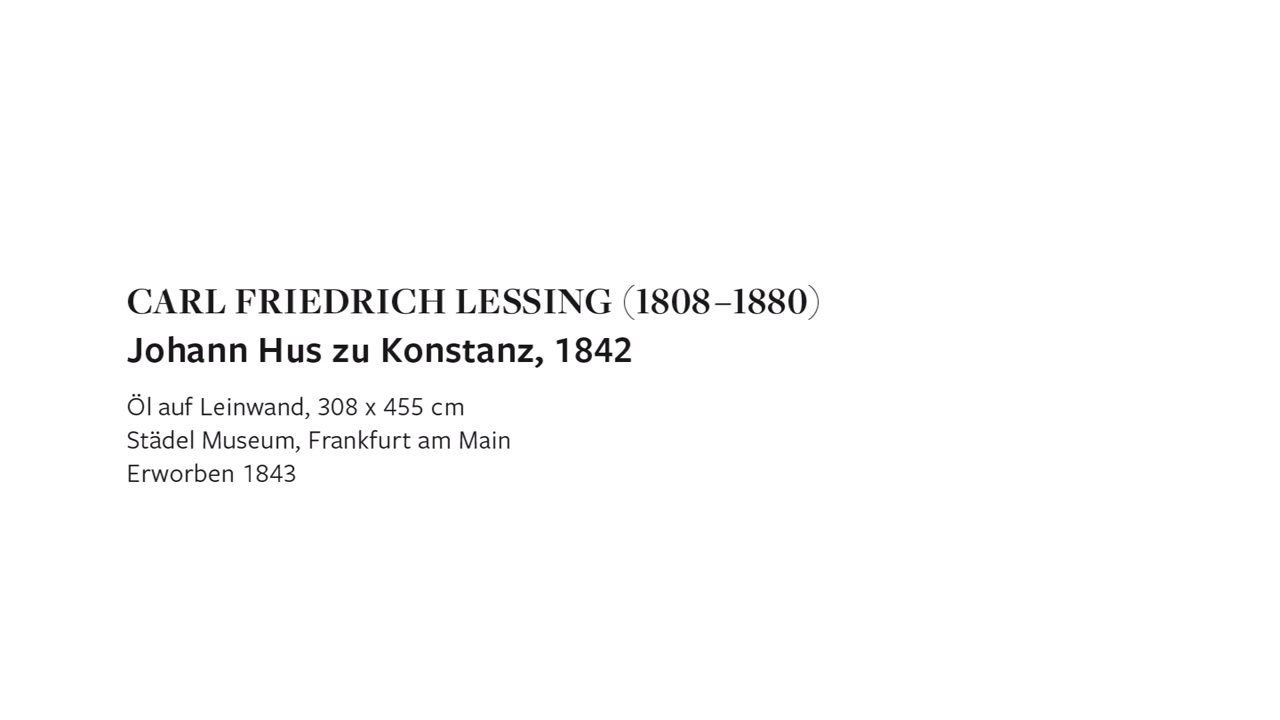 CARL FRIEDRICH LESSING (1808–1880)
Johann Hus zu Konstanz, 1842
Öl auf Leinwand, 308 x 455 cm
Städel Museum, Frankfurt am Main
Erworben 1843